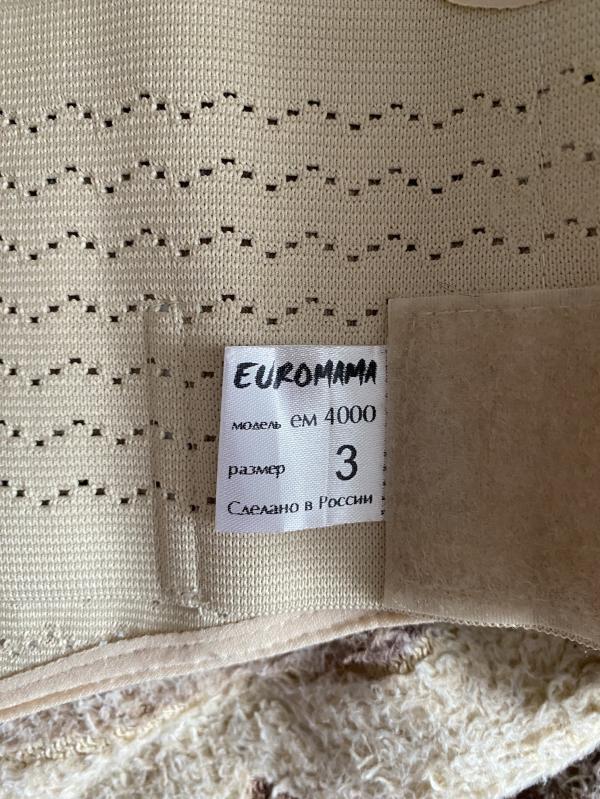 EUROMAMA
модель ем 4000
размер 3
Сделано в России